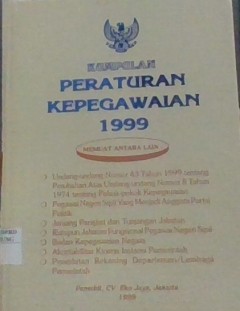 KUMPULAN
PERATURAN
KEPEGAWAIAN
1999
MEMUAT ANTARA LAIN
Undang-undang Nomor 43 Tahun 1999 tentang
Perubahan Atas Undang-undang Nomor 8 Tahun
1974 tentang Pokok-pokok Kepegawaian
Pegawai Negeri Sipil Yang Menjadi Anggota Partai
Politik
Jenjang Pangkat dan Tunjangan Jabatan
Rumpun Jabatan Fungsional Pegawai Negeri Sipil
Badan Kepegawaian Negara
Akuntabilitas Kinerja Instansi Pemerintah
Penerbitan Rekening Departemen/Lembaga
Pemerintah
Penerbit, CV. Eko Jaya, Jakarta
1999